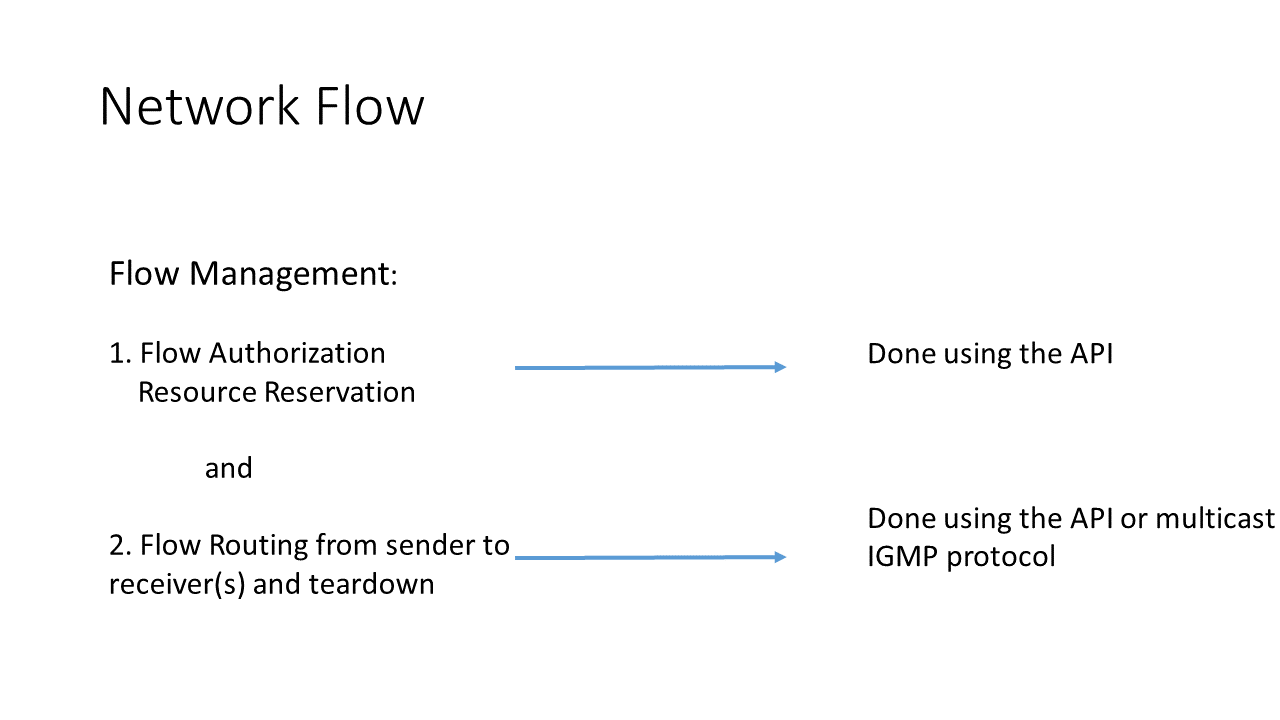 Network Flow
Flow Management:
1. Flow Authorization
Resource Reservation
Done using the API
and
2. Flow Routing from sender to
receiver(s) and teardown
Done using the API or multicast
IGMP protocol